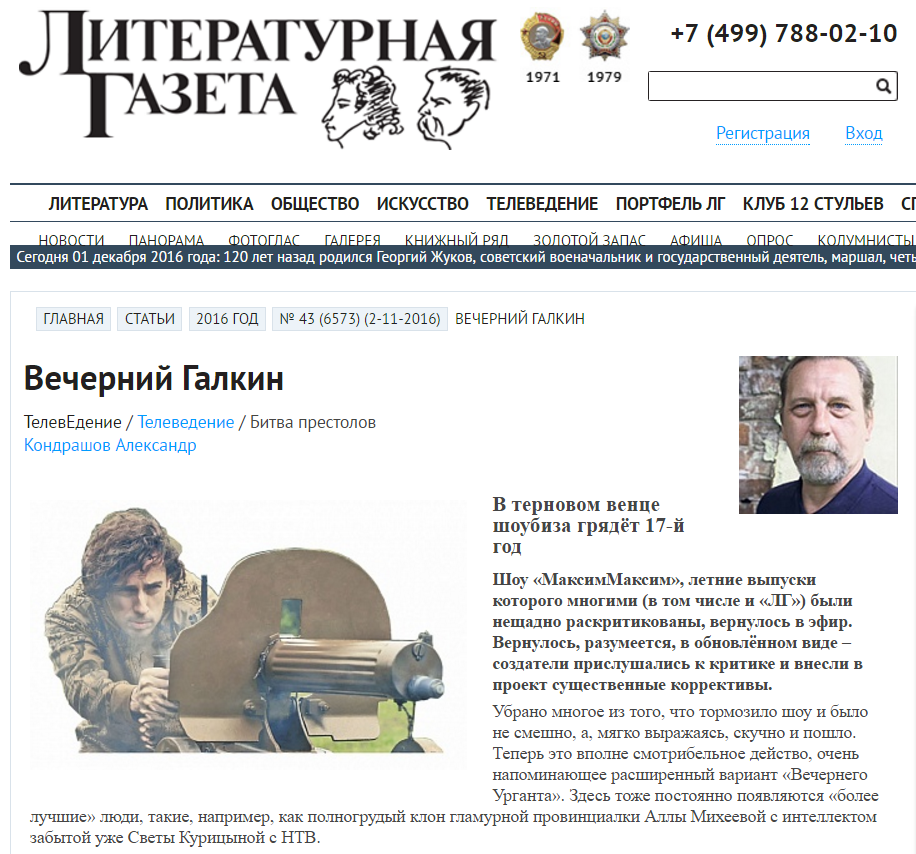 ЛИТЕРАТУРНАЯ
ГАЗЕТА
1971
1979
+7 (499) 788-02-10
Регистрация
Вход
ЛИТЕРАТУРА ПОЛИТИКА ОБЩЕСТВО ИСКУССТВО ТЕЛЕВЕДЕНИЕ ПОРТФЕЛЬ ЛГ КЛУБ 12 СТУЛЬЕВ СП
НОВОСТИ ПАНОРАМА ФОТОГЛАС ГАЛЕРЕЯ КНИЖНЫЙ РЯД ЗОЛОТОЙ ЗАПАС АФИША ОПРОС КОЛУМНИСТЫ
Сегодня 01 декабря 2016 года: 120 лет назад родился Георгий Жуков, советский военачальник и государственный деятель, маршал, четы
ГЛАВНАЯ СТАТЬИ 2016 ГОД № 43 (6573) (2-11-2016) ВЕЧЕРНИЙ ГАЛКИН
Вечерний Галкин
ТелевЕдение / Телеведение / Битва престолов
Кондрашов Александр
В терновом венце
шоубиза грядёт 17-й
год
Шоу «МаксимМаксим», летние выпуски
которого многими (в том числе и «ЛГ») были
нещадно раскритикованы, вернулось в эфир.
Вернулось, разумеется, в обновлённом виде –
создатели прислушались к критике и внесли в
проект существенные коррективы.
Убрано многое из того, что тормозило шоу и было
не смешно, а, мягко выражаясь, скучно и пошло.
Теперь это вполне смотрибельное действо, очень
напоминающее расширенный вариант «Вечернего
Урганта». Здесь тоже постоянно появляются «более
лучшие» люди, такие, например, как полногрудый клон гламурной провинциалки Аллы Михеевой с интеллектом
забытой уже Светы Курицыной с НТВ.